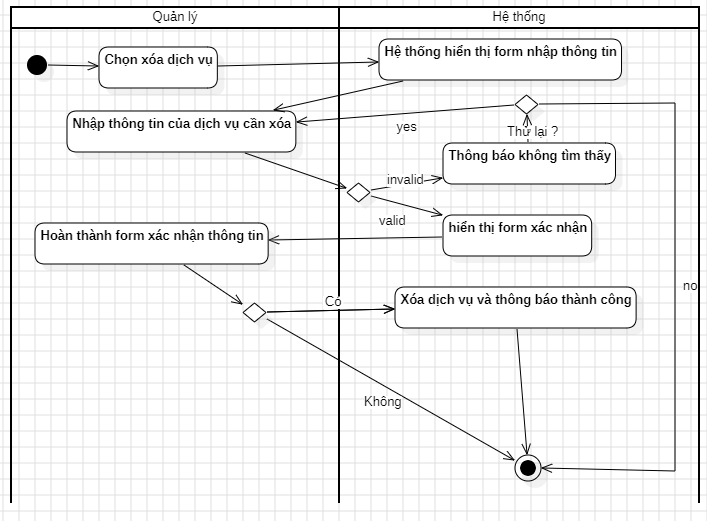 Quản lý
Hệ thống
Chọn xóa dịch vụ
Hệ thống hiển thị form nhập thông tin
Nhập thông tin của dịch vụ cần xóa
yes
Thử lại ?
Thông báo không tìm thấy
invalid
valid
hiển thị form xác nhận
Hoàn thành form xác nhận thông tin
no
Có
Xóa dịch vụ và thông báo thành công
Không